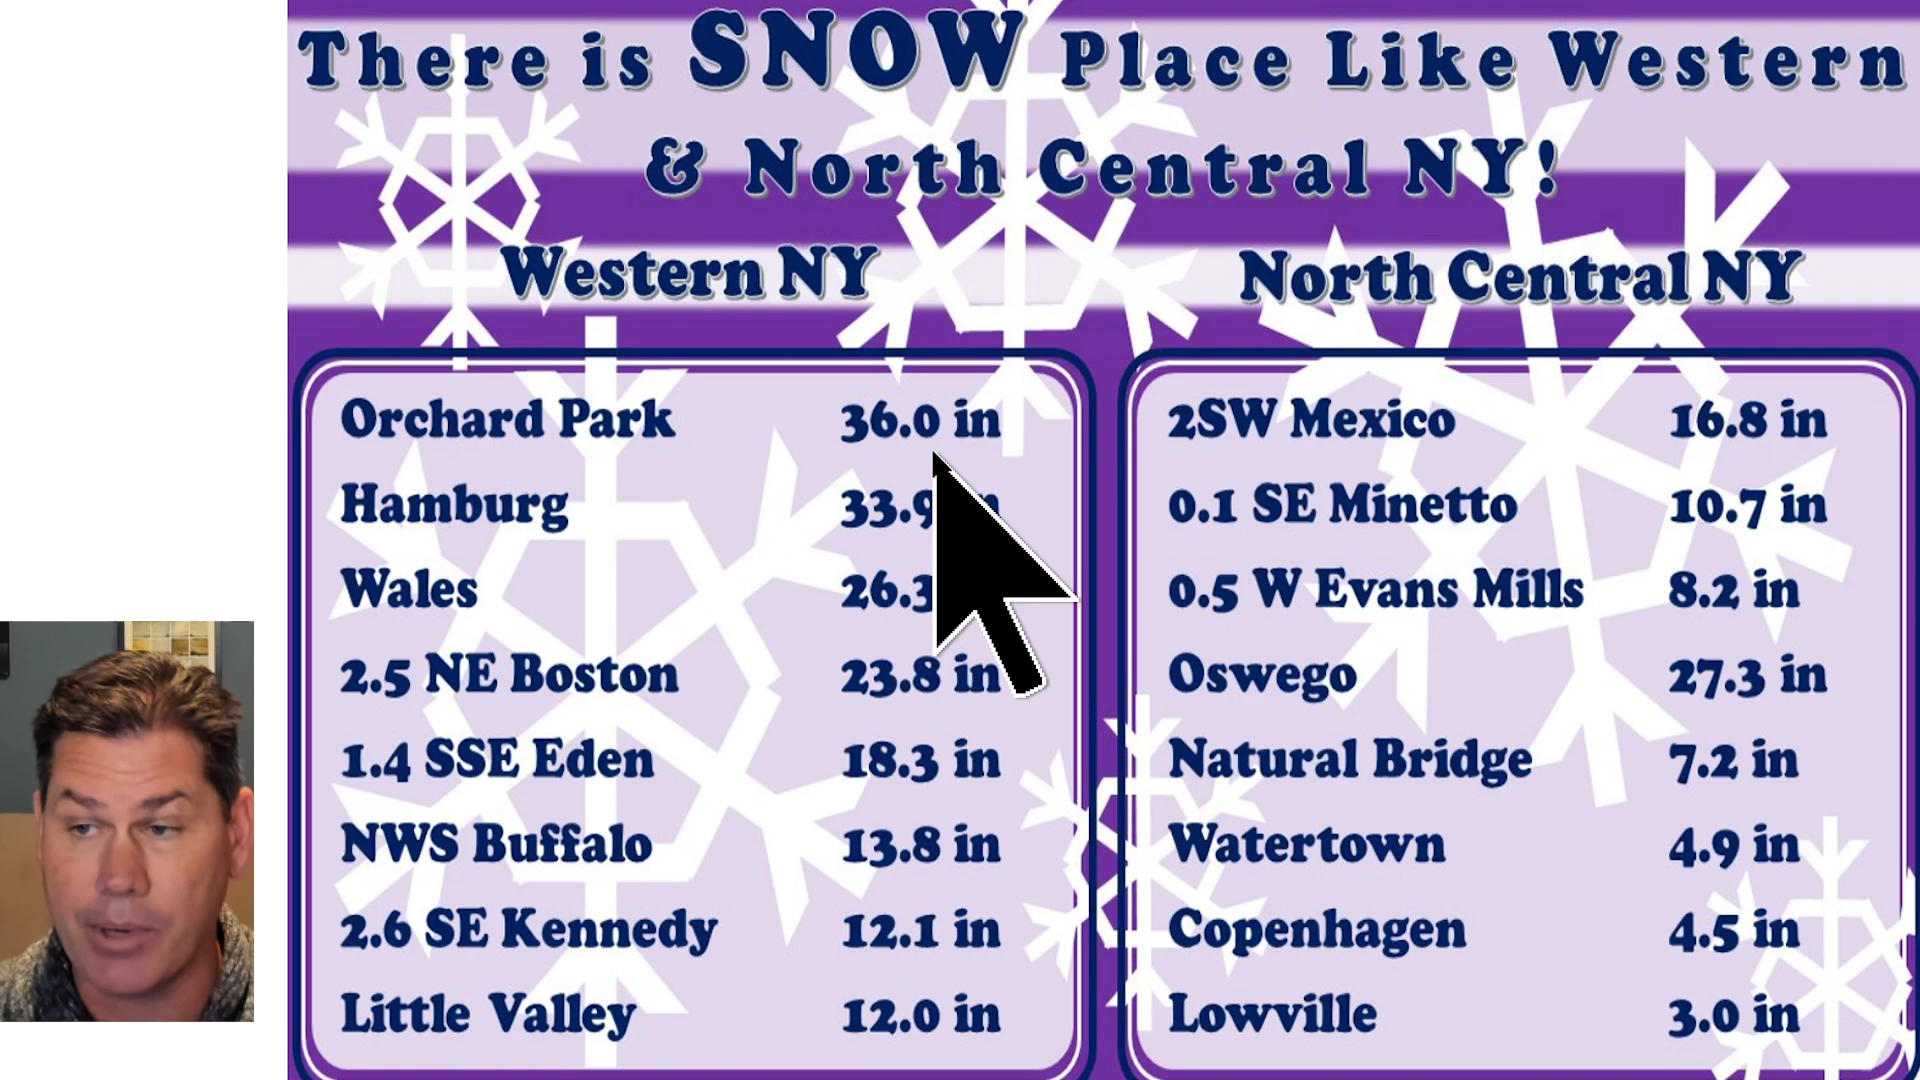 There is SNOW Place Like Western
& North Central NY!
Western NY
North Central NY
Orchard Park 36.0 in
Hamburg 33.9
Wales 26.3
2.5 NE Boston 23.8 in
1.4 SSE Eden 18.3 in
NWS Buffalo 13.8 in
2.6 SE Kennedy 12.1 in
Little Valley 12.0 in
2SW Mexico 16.8 in
0.1 SE Minetto 10.7 in
0.5 W Evans Mills 8.2 in
Oswego 27.3 in
Natural Bridge 7.2 in
Watertown 4.9 in
Copenhagen 4.5 in
Lowville 3.0 in